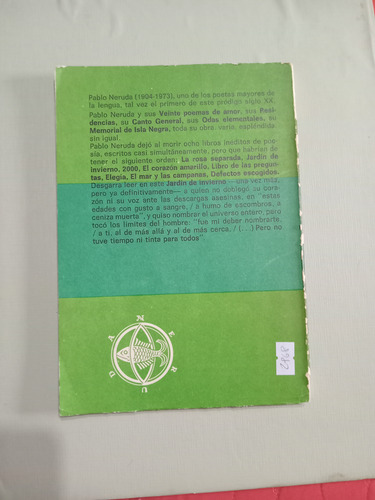 Pablo Neruda (1904-1973), uno de los poetas mayores de
la lengua, tal vez el primero de este pródigo siglo XX.
Pablo Neruda y sus Veinte poemas de amor, sus Resi-
dencias, su Canto General, sus Odas elementales, su
Memorial de Isla Negra, toda su obra: varia, espléndida
sin igual.
Pablo Neruda dejó al morir ocho libros inéditos de poe-
sía, escritos casi simultáneamente, pero que habrían de
tener el siguiente orden: La rosa separada, Jardín de
invierno, 2000, El corazón amarillo, Libro de las pregun-
tas, Elegía, El mar y las campanas, Defectos escogidos.
Desgarra leer en este Jardín de invierno —una vez más,
pero ya definitivamente— a quien no doblegó su cora-
zón ni su voz ante las descargas asesinas, en "estas
edades con gusto a sangre, / a humo de escombros, a
ceniza muerta", y quiso nombrar el universo entero, pero
tocó los límites del hombre: "fue mi deber nombrarte,
/ a ti, al de más allá y al de más cerca, / (...) Pero no
tuve tiempo ni tinta para todos".
NERUDA